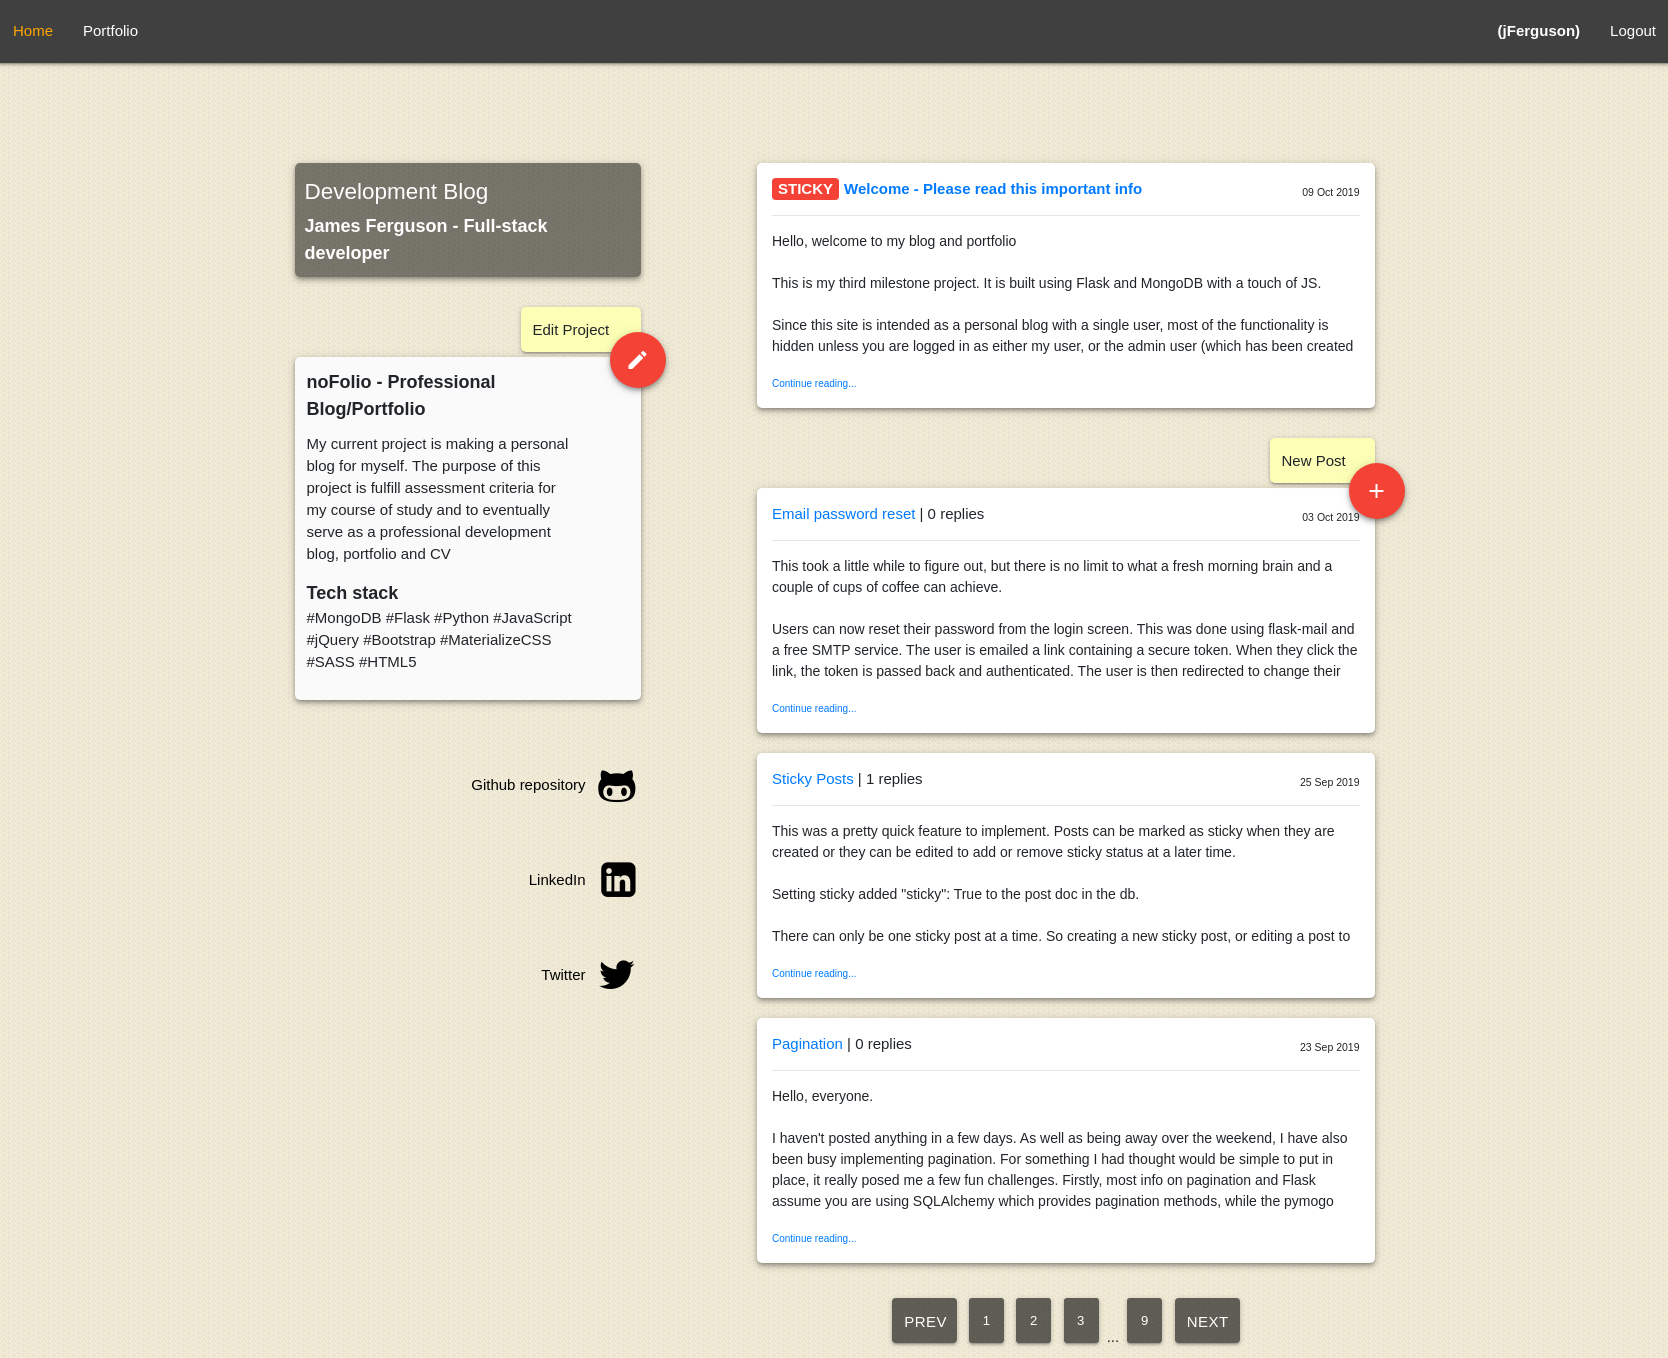 Home Portfolio (jFerguson) Logout
Development Blog
James Ferguson - Full-stack
developer
Edit Project
noFolio - Professional
Blog/Portfolio
My current project is making a personal
blog for myself. The purpose of this
project is fulfill assessment criteria for
my course of study and to eventually
serve as a professional development
blog, portfolio and CV
Tech stack
#MongoDB #Flask #Python #JavaScript
#jQuery #Bootstrap #MaterializeCSS
#SASS #HTML5
Github repository
LinkedIn
Twitter
STICKY Welcome - Please read this important info 09 Oct 2019
Hello, welcome to my blog and portfolio
This is my third milestone project. It is built using Flask and MongoDB with a touch of JS.
Since this site is intended as a personal blog with a single user, most of the functionality is
hidden unless you are logged in as either my user, or the admin user (which has been created
Continue reading...
New Post
Email password reset | 0 replies 03 Oct 2019
This took a little while to figure out, but there is no limit to what a fresh morning brain and a
couple of cups of coffee can achieve.
Users can now reset their password from the login screen. This was done using flask-mail and
a free SMTP service. The user is emailed a link containing a secure token. When they click the
link, the token is passed back and authenticated. The user is then redirected to change their
Continue reading...
Sticky Posts | 1 replies 25 Sep 2019
This was a pretty quick feature to implement. Posts can be marked as sticky when they are
created or they can be edited to add or remove sticky status at a later time.
Setting sticky added "sticky": True to the post doc in the db.
There can only be one sticky post at a time. So creating a new sticky post, or editing a post to
Continue reading...
Pagination | 0 replies 23 Sep 2019
Hello, everyone.
I haven't posted anything in a few days. As well as being away over the weekend, I have also
been busy implementing pagination. For something I had thought would be simple to put in
place, it really posed me a few fun challenges. Firstly, most info on pagination and Flask
assume you are using SQLAlchemy which provides pagination methods, while the pymogo
Continue reading...
PREV 1 2 3 ... 9 NEXT